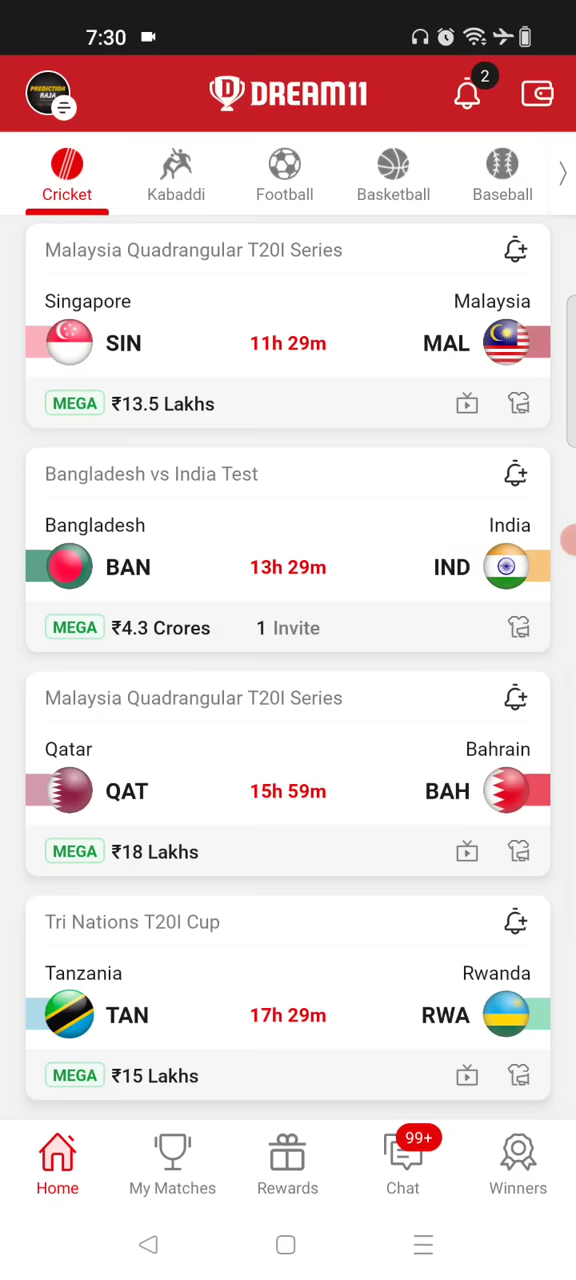 7:30
PREDICTION
RAJA
DREAM11
2
Cricket
Kabaddi
Football
Basketball
Baseball
Malaysia Quadrangular T20I Series
Singapore
Malaysia
SIN
11h 29m
MAL
MEGA ₹13.5 Lakhs
Bangladesh vs India Test
Bangladesh
India
BAN
13h 29m
IND
MEGA ₹4.3 Crores 1 Invite
Malaysia Quadrangular T20I Series
Qatar
Bahrain
QAT
15h 59m
BAH
MEGA ₹18 Lakhs
Tri Nations T20I Cup
Tanzania
Rwanda
TAN
17h 29m
RWA
MEGA ₹15 Lakhs
99+
Home
My Matches
Rewards
Chat
Winners